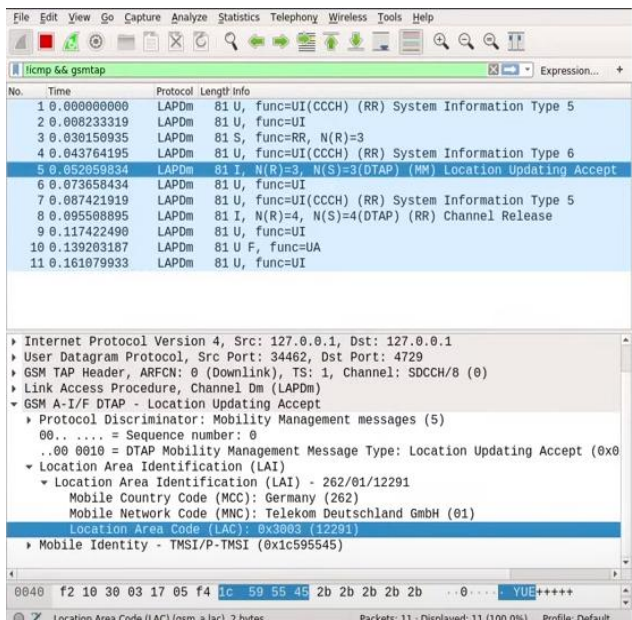 File Edit View Go Capture Analyze Statistics Telephony Wireless Tools Help
!icmp && gsmtap Expression... +
No. Time Protocol Length Info
1 0.000000000 LAPDm 81 U, func=UI(CCCH) (RR) System Information Type 5
2 0.008233319 LAPDm 81 U, func=UI
3 0.030150935 LAPDm 81 S, func=RR, N(R)=3
4 0.043764195 LAPDm 81 U, func=UI(CCCH) (RR) System Information Type 6
5 0.052059834 LAPDm 81 I, N(R)=3, N(S)=3(DTAP) (MM) Location Updating Accept
6 0.073658434 LAPDm 81 U, func=UI
7 0.087421919 LAPDm 81 U, func=UI(CCCH) (RR) System Information Type 5
8 0.095508895 LAPDm 81 I, N(R)=4, N(S)=4(DTAP) (RR) Channel Release
9 0.117422490 LAPDm 81 U, func=UI
10 0.139203187 LAPDm 81 U F, func=UA
11 0.161079933 LAPDm 81 U, func=UI
Internet Protocol Version 4, Src: 127.0.0.1, Dst: 127.0.0.1
User Datagram Protocol, Src Port: 34462, Dst Port: 4729
GSM TAP Header, ARFCN: 0 (Downlink), TS: 1, Channel: SDCCH/8 (0)
Link Access Procedure, Channel Dm (LAPDm)
GSM A-I/F DTAP - Location Updating Accept
Protocol Discriminator: Mobility Management messages (5)
00.. .... = Sequence number: 0
..00 0010 = DTAP Mobility Management Message Type: Location Updating Accept (0x0
Location Area Identification (LAI)
Location Area Identification (LAI) - 262/01/12291
Mobile Country Code (MCC): Germany (262)
Mobile Network Code (MNC): Telekom Deutschland GmbH (01)
Location Area Code (LAC): 0x3003 (12291)
Mobile Identity - TMSI/P-TMSI (0x1c595545)
0040 f2 10 30 03 17 05 f4 1c 59 55 45 2b 2b 2b 2b 2b ··0····· YUE+++++
Location Area Code (LAC) (gsm_a.lac), 2 bytes Packets: 11 · Displayed: 11 (100.0%) Profile: Default